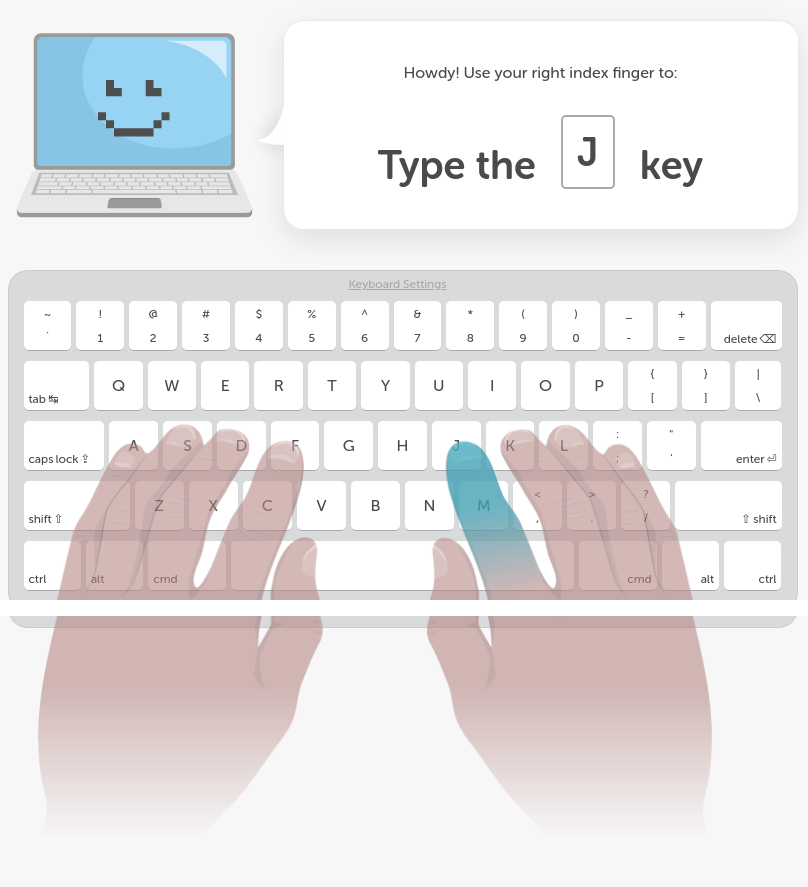 Howdy! Use your right index finger to:
Type the J key
Keyboard Settings
~ ! @ # $ % ^ & * ( ) _ +
` 1 2 3 4 5 6 7 8 9 0 - = delete ⌫
tab ↹ Q W E R T Y U I O P { [ } ] | \
caps lock ⇪ A S D F G H J K L : ; " ' enter ⏎
shift ⇧ Z X C V B N M < , > . ? / ⇧ shift
ctrl alt cmd cmd alt ctrl